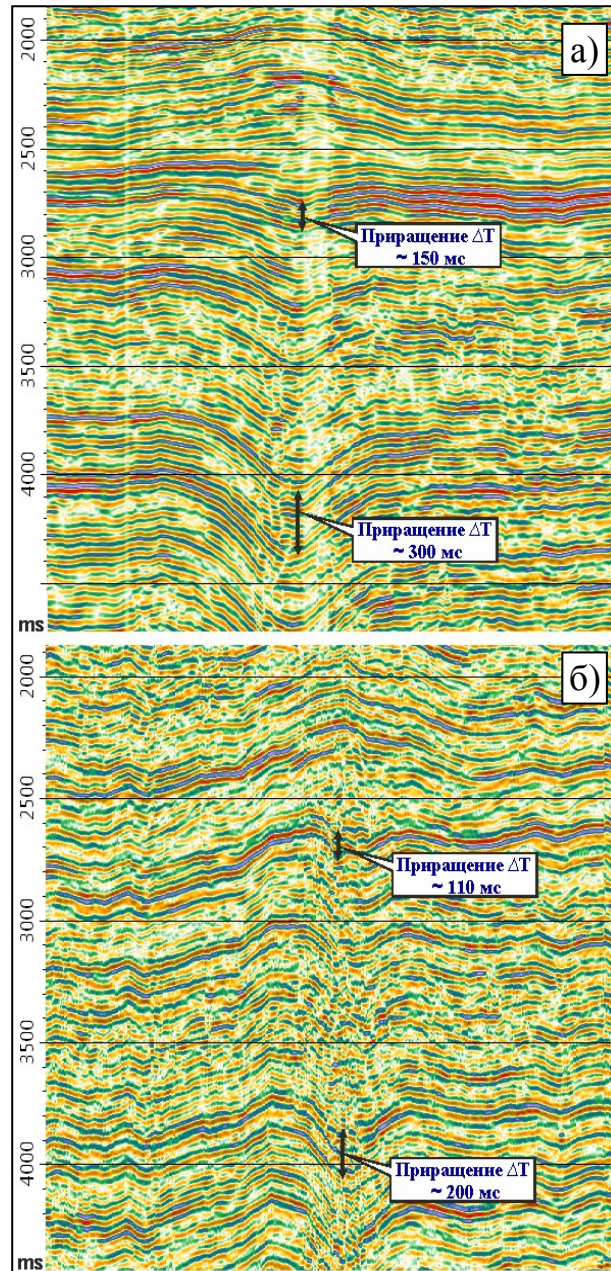 а)
2000
2500
Приращение ΔT
~ 150 мс
3000
3500
4000
Приращение ΔT
~ 300 мс
ms
б)
2000
2500
Приращение ΔT
~ 110 мс
3000
3500
4000
Приращение ΔT
~ 200 мс
ms